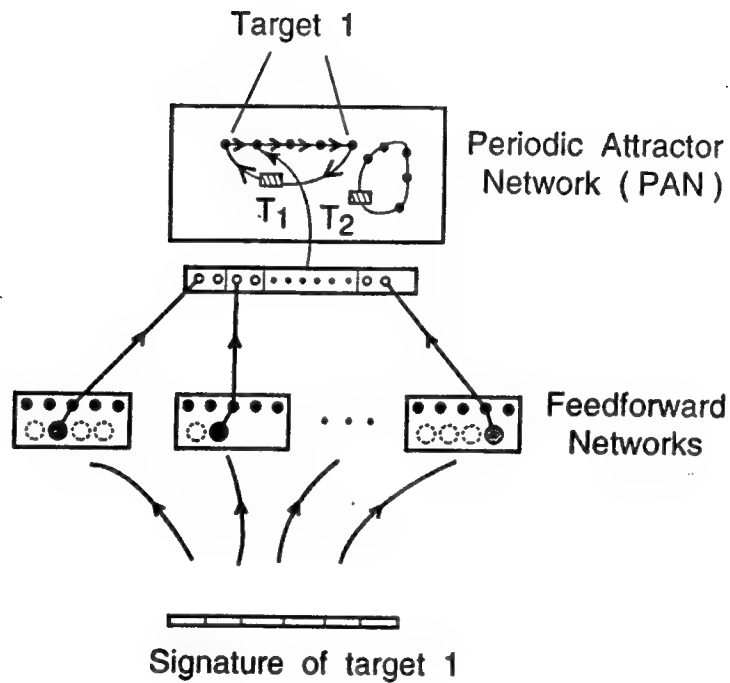 Target 1
Periodic Attractor
Network ( PAN )
T1
T2
Feedforward
Networks
Signature of target 1